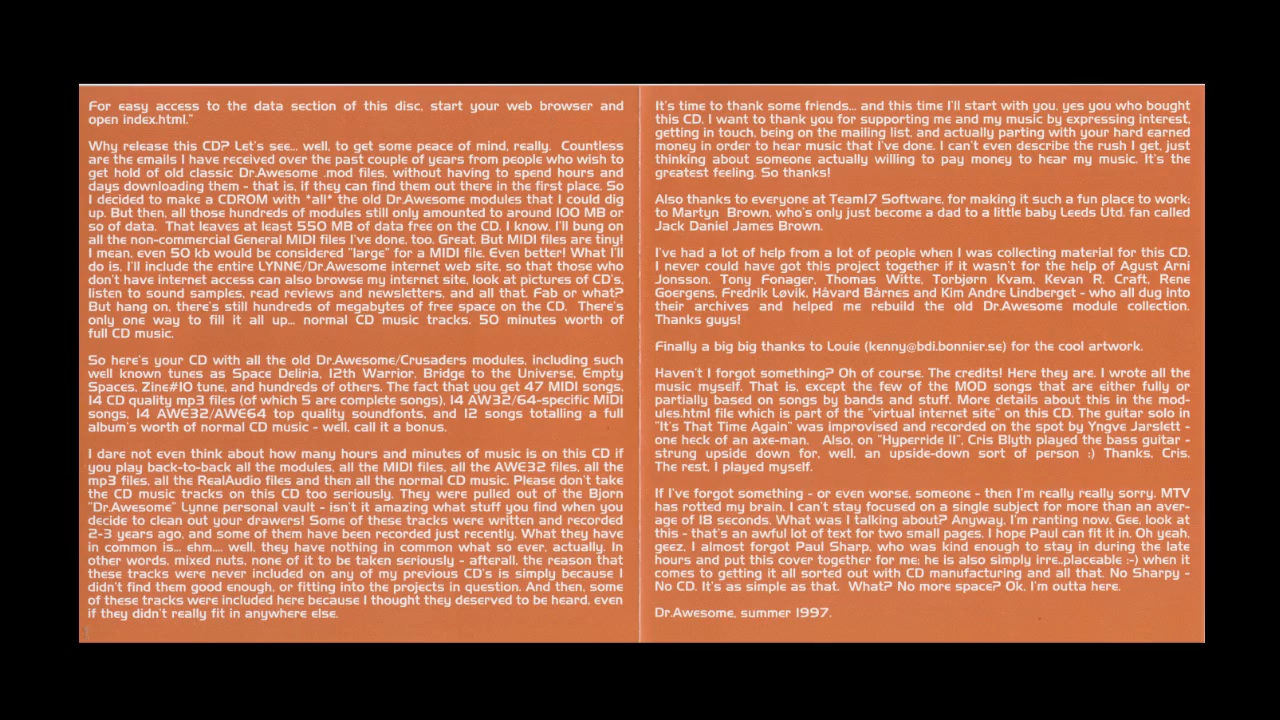 For easy access to the data section of this disc, start your web browser and
open index.html."
Why release this CD? Let's see... well, to get some peace of mind, really. Countless
are the emails I have received over the past couple of years from people who wish to
get hold of old classic Dr.Awesome .mod files, without having to spend hours and
days downloading them - that is, if they can find them out there in the first place. So
I decided to make a CDROM with *all* the old Dr.Awesome modules that I could dig
up. But then, all those hundreds of modules still only amounted to around 100 MB or
so of data. That leaves at least 550 MB of data free on the CD. I know, I'll bung on
all the non-commercial General MIDI files I've done, too. Great. But MIDI files are tiny!
I mean, even 50 kb would be considered "large" for a MIDI file. Even better! What I'll
do is, I'll include the entire LYNNE/Dr.Awesome internet web site, so that those who
don't have internet access can also browse my internet site, look at pictures of CD's,
listen to sound samples, read reviews and newsletters, and all that. Fab or what?
But hang on, there's still hundreds of megabytes of free space on the CD. There's
only one way to fill it all up... normal CD music tracks. 50 minutes worth of
full CD music.
So here's your CD with all the old Dr.Awesome/Crusaders modules, including such
well known tunes as Space Deliria, 12th Warrior, Bridge to the Universe, Empty
Spaces, Zine#10 tune, and hundreds of others. The fact that you get 47 MIDI songs,
14 CD quality mp3 files (of which 5 are complete songs), 14 AW32/64-specific MIDI
songs, 14 AWE32/AWE64 top quality soundfonts, and 12 songs totalling a full
album's worth of normal CD music - well, call it a bonus.
I dare not even think about how many hours and minutes of music is on this CD if
you play back-to-back all the modules, all the MIDI files, all the AWE32 files, all the
mp3 files, all the RealAudio files and then all the normal CD music. Please don't take
the CD music tracks on this CD too seriously. They were pulled out of the Bjorn
"Dr.Awesome" Lynne personal vault - isn't it amazing what stuff you find when you
decide to clean out your drawers! Some of these tracks were written and recorded
2-3 years ago, and some of them have been recorded just recently. What they have
in common is... ehm.... well, they have nothing in common what so ever, actually. In
other words, mixed nuts, none of it to be taken seriously - afterall, the reason that
these tracks were never included on any of my previous CD's is simply because I
didn't find them good enough, or fitting into the projects in question. And then, some
of these tracks were included here because I thought they deserved to be heard, even
if they didn't really fit in anywhere else.
It's time to thank some friends... and this time I'll start with you, yes you who bought
this CD. I want to thank you for supporting me and my music by expressing interest,
getting in touch, being on the mailing list, and actually parting with your hard earned
money in order to hear music that I've done. I can't even describe the rush I get, just
thinking about someone actually willing to pay money to hear my music. It's the
greatest feeling. So thanks!
Also thanks to everyone at Team17 Software, for making it such a fun place to work;
to Martyn Brown, who's only just become a dad to a little baby Leeds Utd. fan called
Jack Daniel James Brown.
I've had a lot of help from a lot of people when I was collecting material for this CD.
I never could have got this project together if it wasn't for the help of Agust Arni
Jonsson, Tony Fonager, Thomas Witte, Torbjørn Kvam, Kevan R. Craft, Rene
Goergens, Fredrik Løvik, Håvard Bårnes and Kim Andre Lindberget - who all dug into
their archives and helped me rebuild the old Dr.Awesome module collection.
Thanks guys!
Finally a big big thanks to Louie (kenny@bdi.bonnier.se) for the cool artwork.
Haven't I forgot something? Oh of course. The credits! Here they are. I wrote all the
music myself. That is, except the few of the MOD songs that are either fully or
partially based on songs by bands and stuff. More details about this in the mod-
ules.html file which is part of the "virtual internet site" on this CD. The guitar solo in
"It's That Time Again" was improvised and recorded on the spot by Yngve Jarslett -
one heck of an axe-man. Also, on "Hyperride II", Cris Blyth played the bass guitar -
strung upside down for, well, an upside-down sort of person :) Thanks, Cris.
The rest, I played myself.
If I've forgot something - or even worse, someone - then I'm really really sorry. MTV
has rotted my brain. I can't stay focused on a single subject for more than an aver-
age of 18 seconds. What was I talking about? Anyway, I'm ranting now. Gee, look at
this - that's an awful lot of text for two small pages. I hope Paul can fit it in. Oh yeah,
geez, I almost forgot Paul Sharp, who was kind enough to stay in during the late
hours and put this cover together for me; he is also simply irre..placeable :-) when it
comes to getting it all sorted out with CD manufacturing and all that. No Sharpy -
No CD. It's as simple as that. What? No more space? Ok, I'm outta here.
Dr.Awesome, summer 1997.